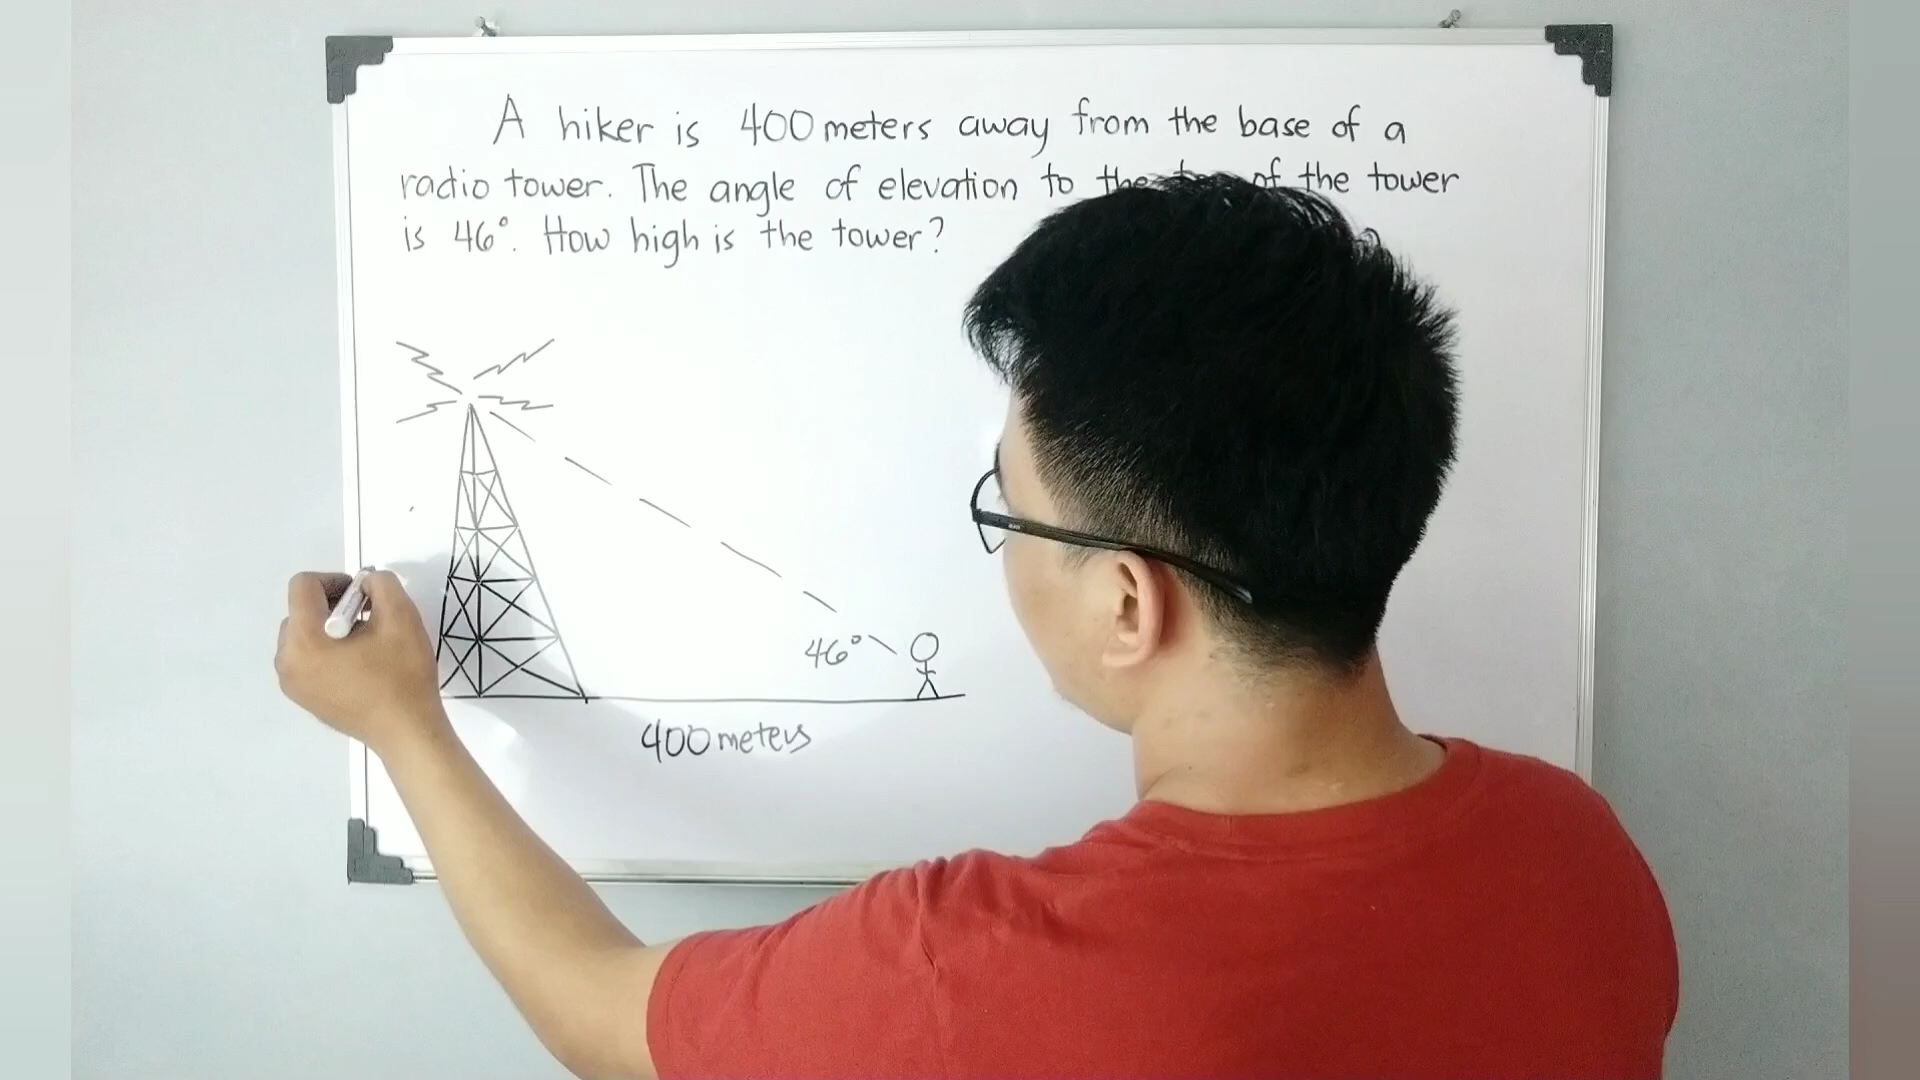 A hiker is 400 meters away from the base of a
radio tower. The angle of elevation to the of the tower
is 46°. How high is the tower?
46°
400 meters